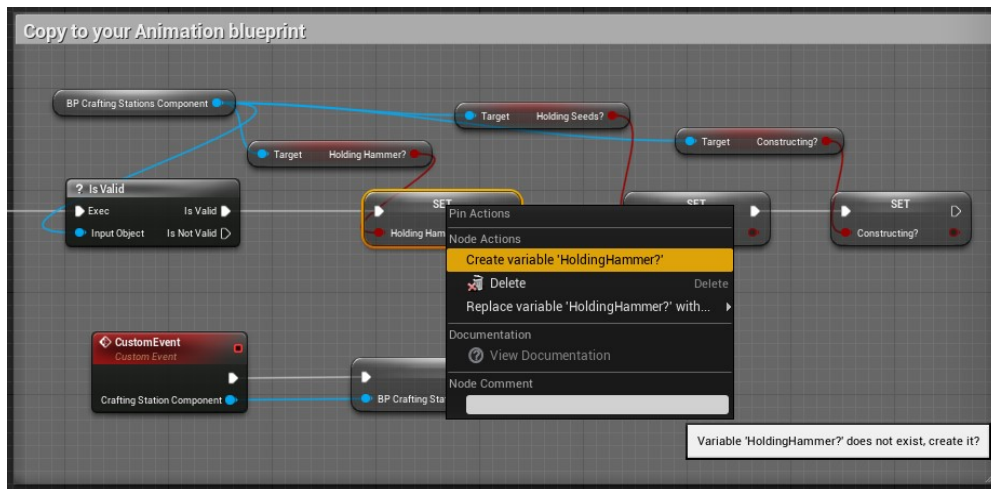 Copy to your Animation blueprint
BP Crafting Stations Component
Target Holding Seeds?
Target Constructing?
Target Holding Hammer?
? Is Valid
Exec Is Valid
Input Object Is Not Valid
SET
Holding Ham
SET
SET
Constructing?
Pin Actions
Node Actions
Create variable 'HoldingHammer?'
Delete Delete
Replace variable 'HoldingHammer?' with...
Documentation
View Documentation
Node Comment
CustomEvent
Custom Event
Crafting Station Component
BP Crafting Sta
Variable 'HoldingHammer?' does not exist, create it?